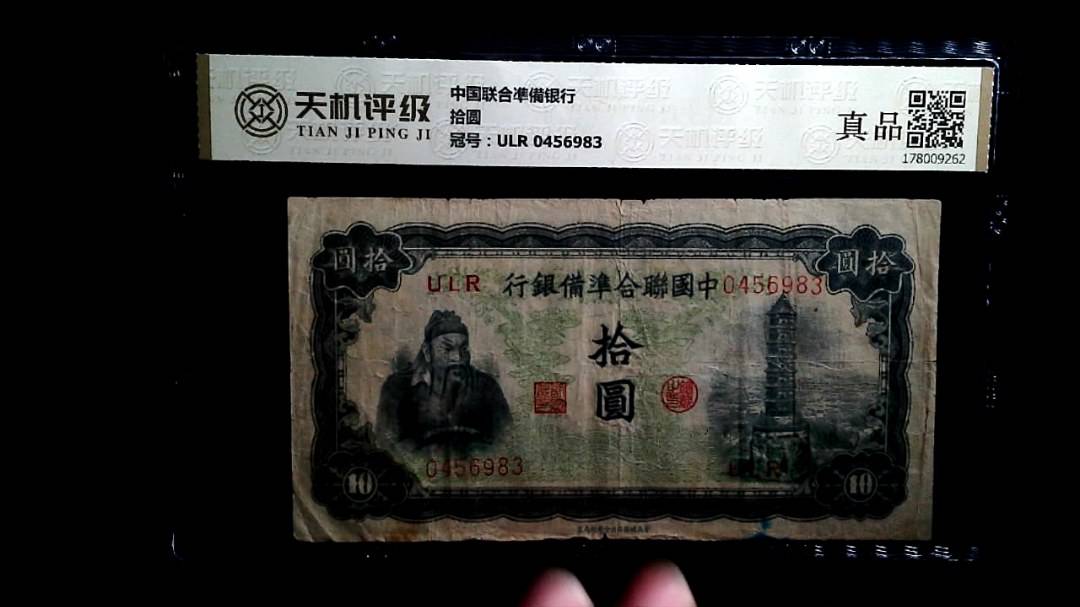 天机评级
TIAN JI PING JI
中国联合準備银行
拾圆
冠号：ULR 0456983
真品
178009262
圓拾
圓拾
ULR
行銀備準合聯國中
0456983
拾
圓
0456983
ULR
10
10